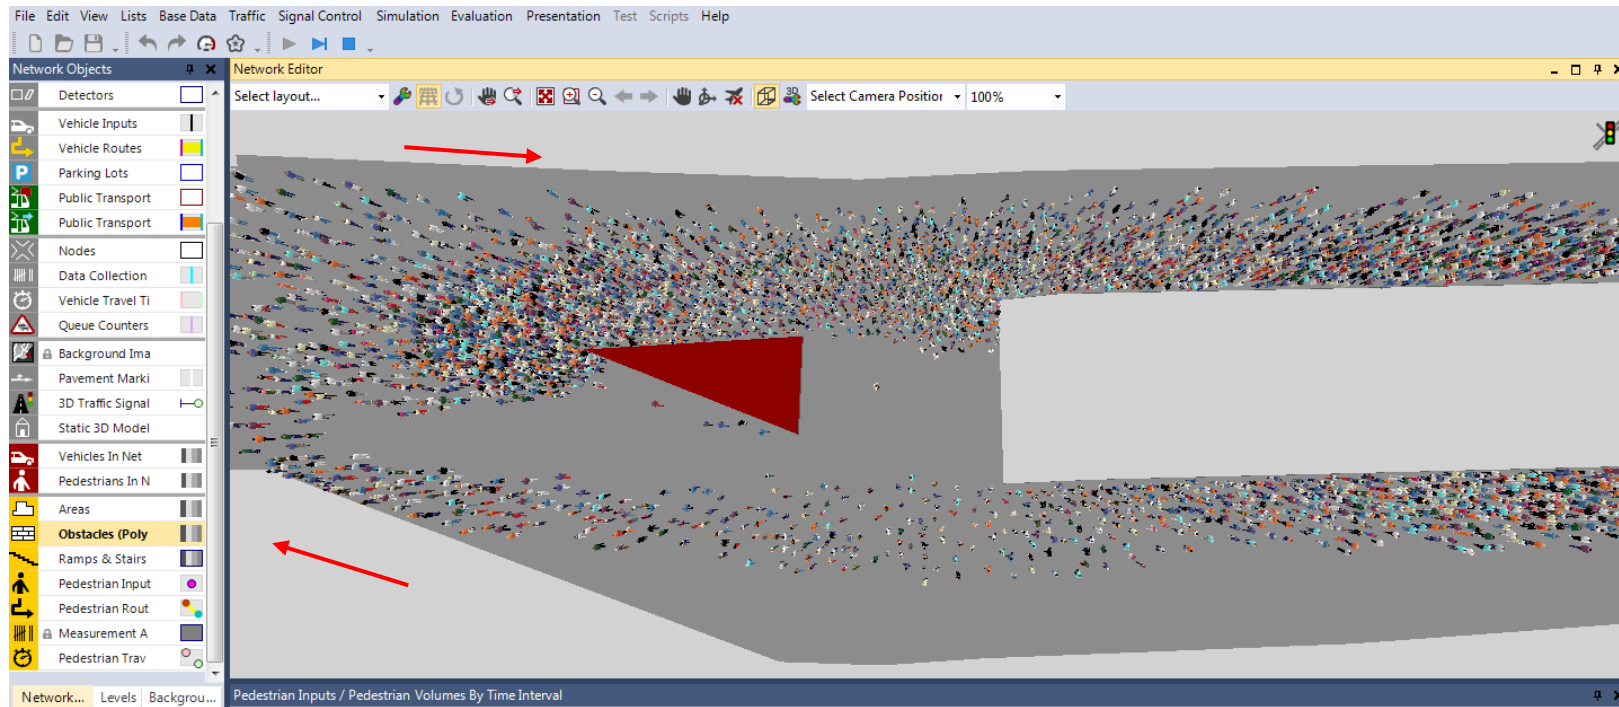 File Edit View Lists Base Data Traffic Signal Control Simulation Evaluation Presentation Test Scripts Help
Network Objects
Network Editor
Select layout...
3D
Select Camera Position
100%
Detectors
Vehicle Inputs
Vehicle Routes
P Parking Lots
Public Transport
Public Transport
Nodes
Data Collection
Vehicle Travel Ti
Queue Counters
Background Ima
Pavement Marki
3D Traffic Signal
Static 3D Model
Vehicles In Net
Pedestrians In N
Areas
Obstacles (Poly
Ramps & Stairs
Pedestrian Input
Pedestrian Rout
Measurement A
Pedestrian Trav
Network... Levels Backgrou...
Pedestrian Inputs / Pedestrian Volumes By Time Interval